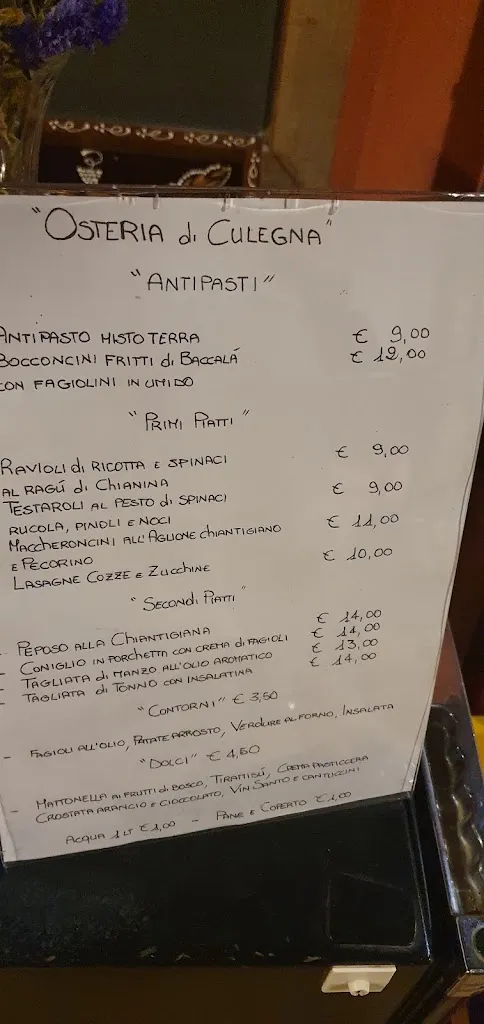 "OSTERIA di CULEGNA"
"ANTIPASTI"
ANTIPASTO MISTO TERRA € 9,00
BOCCONCINI FRITTI di BACCALÁ € 12,00
CON FAGIOLINI IN UMIDO
"PRIMI PIATTI"
RAVIOLI di RICOTTA E SPINACI € 9,00
AL RAGÚ di CHIANINA
TESTAROLI AL PESTO di SPINACI € 9,00
RUCOLA, PINOLI E NOCI
MACCHERONCINI ALL'AGLIONE CHIANTIGIANO € 11,00
E PECORINO
LASAGNE COZZE E ZUCCHINE € 10,00
"SECONDI PIATTI"
- PEPOSO ALLA CHIANTIGIANA € 14,00
- CONIGLIO IN PORCHETTA CON CREMA di FAGIOLI € 14,00
- TAGLIATA di MANZO ALL'OLIO AROMATICO € 13,00
- TAGLIATA di TONNO CON INSALATINA € 14,00
"CONTORNI" € 3,50
- FAGIOLI ALL'OLIO, PATATE ARROSTO, VERDURE AL FORNO, INSALATA
"DOLCI" € 4,50
- MATTONELLA AI FRUTTI di BOSCO, TIRAMISÚ, CREMA PASTICCERA
CROSTATA ARANCIO E CIOCCOLATO, VIN SANTO E CANTUCCINI
ACQUA 1 LT € 1,00 - PANE E COPERTO € 1,00